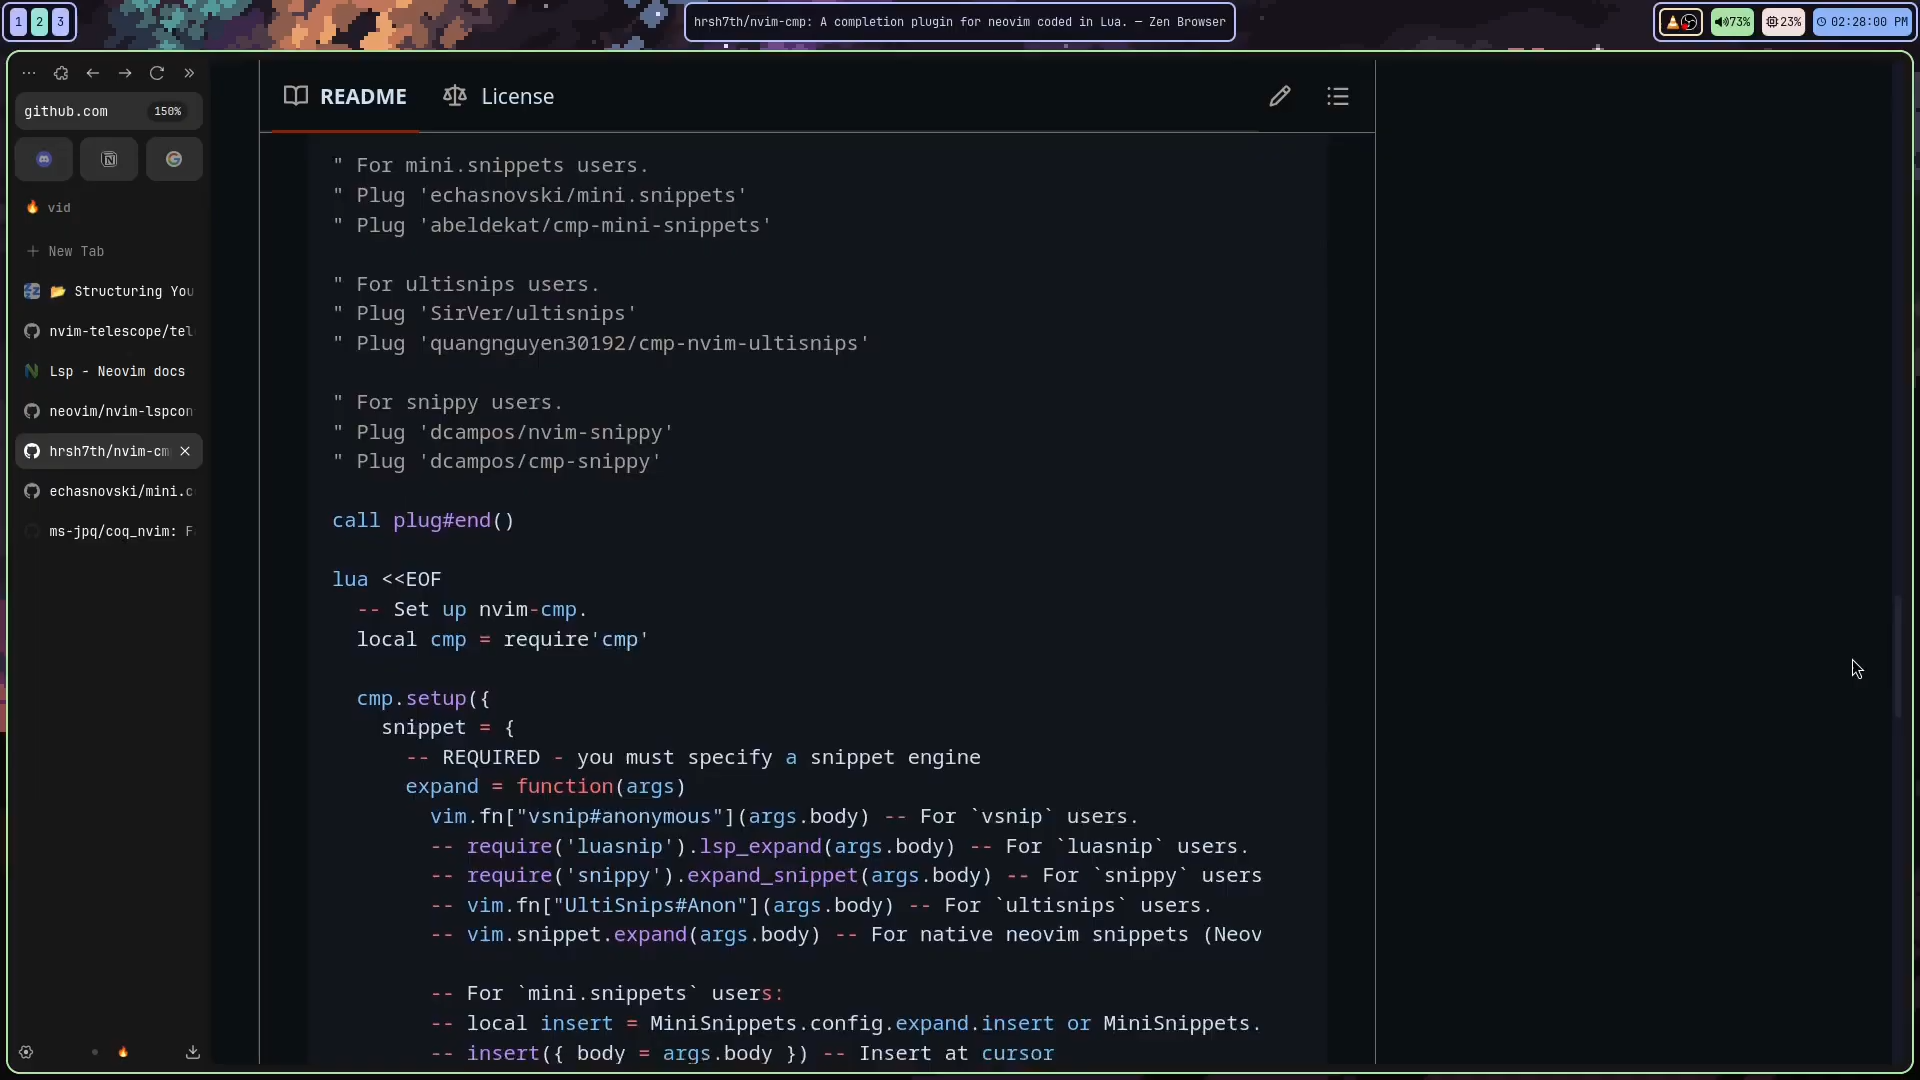 1 2 3
hrsh7th/nvim-cmp: A completion plugin for neovim coded in Lua. — Zen Browser
73% 23% 02:28:00 PM
github.com 150%
vid
New Tab
Structuring You
nvim-telescope/tel
Lsp - Neovim docs
neovim/nvim-lspcon
hrsh7th/nvim-cm
echasnovski/mini.c
ms-jpq/coq_nvim: F
README License
" For mini.snippets users.
" Plug 'echasnovski/mini.snippets'
" Plug 'abeldekat/cmp-mini-snippets'
" For ultisnips users.
" Plug 'SirVer/ultisnips'
" Plug 'quangnguyen30192/cmp-nvim-ultisnips'
" For snippy users.
" Plug 'dcampos/nvim-snippy'
" Plug 'dcampos/cmp-snippy'
call plug#end()
lua <<EOF
-- Set up nvim-cmp.
local cmp = require'cmp'
cmp.setup({
snippet = {
-- REQUIRED - you must specify a snippet engine
expand = function(args)
vim.fn["vsnip#anonymous"](args.body) -- For `vsnip` users.
-- require('luasnip').lsp_expand(args.body) -- For `luasnip` users.
-- require('snippy').expand_snippet(args.body) -- For `snippy` users
-- vim.fn["UltiSnips#Anon"](args.body) -- For `ultisnips` users.
-- vim.snippet.expand(args.body) -- For native neovim snippets (Neov
-- For `mini.snippets` users:
-- local insert = MiniSnippets.config.expand.insert or MiniSnippets.
-- insert({ body = args.body }) -- Insert at cursor